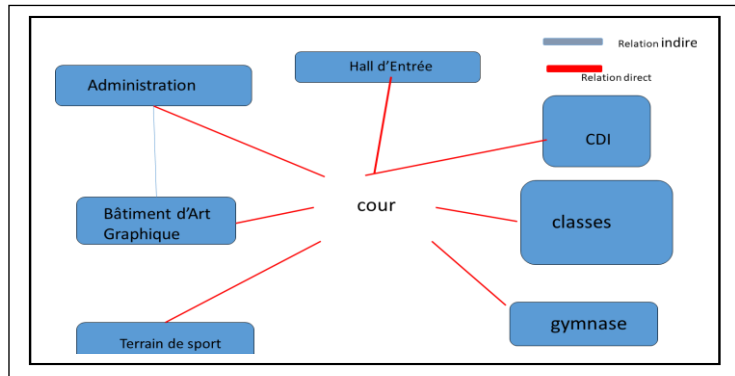 Relation indire
Hall d'Entrée
Relation direct
Administration
CDI
cour
Bâtiment d'Art
Graphique
classes
gymnase
Terrain de sport